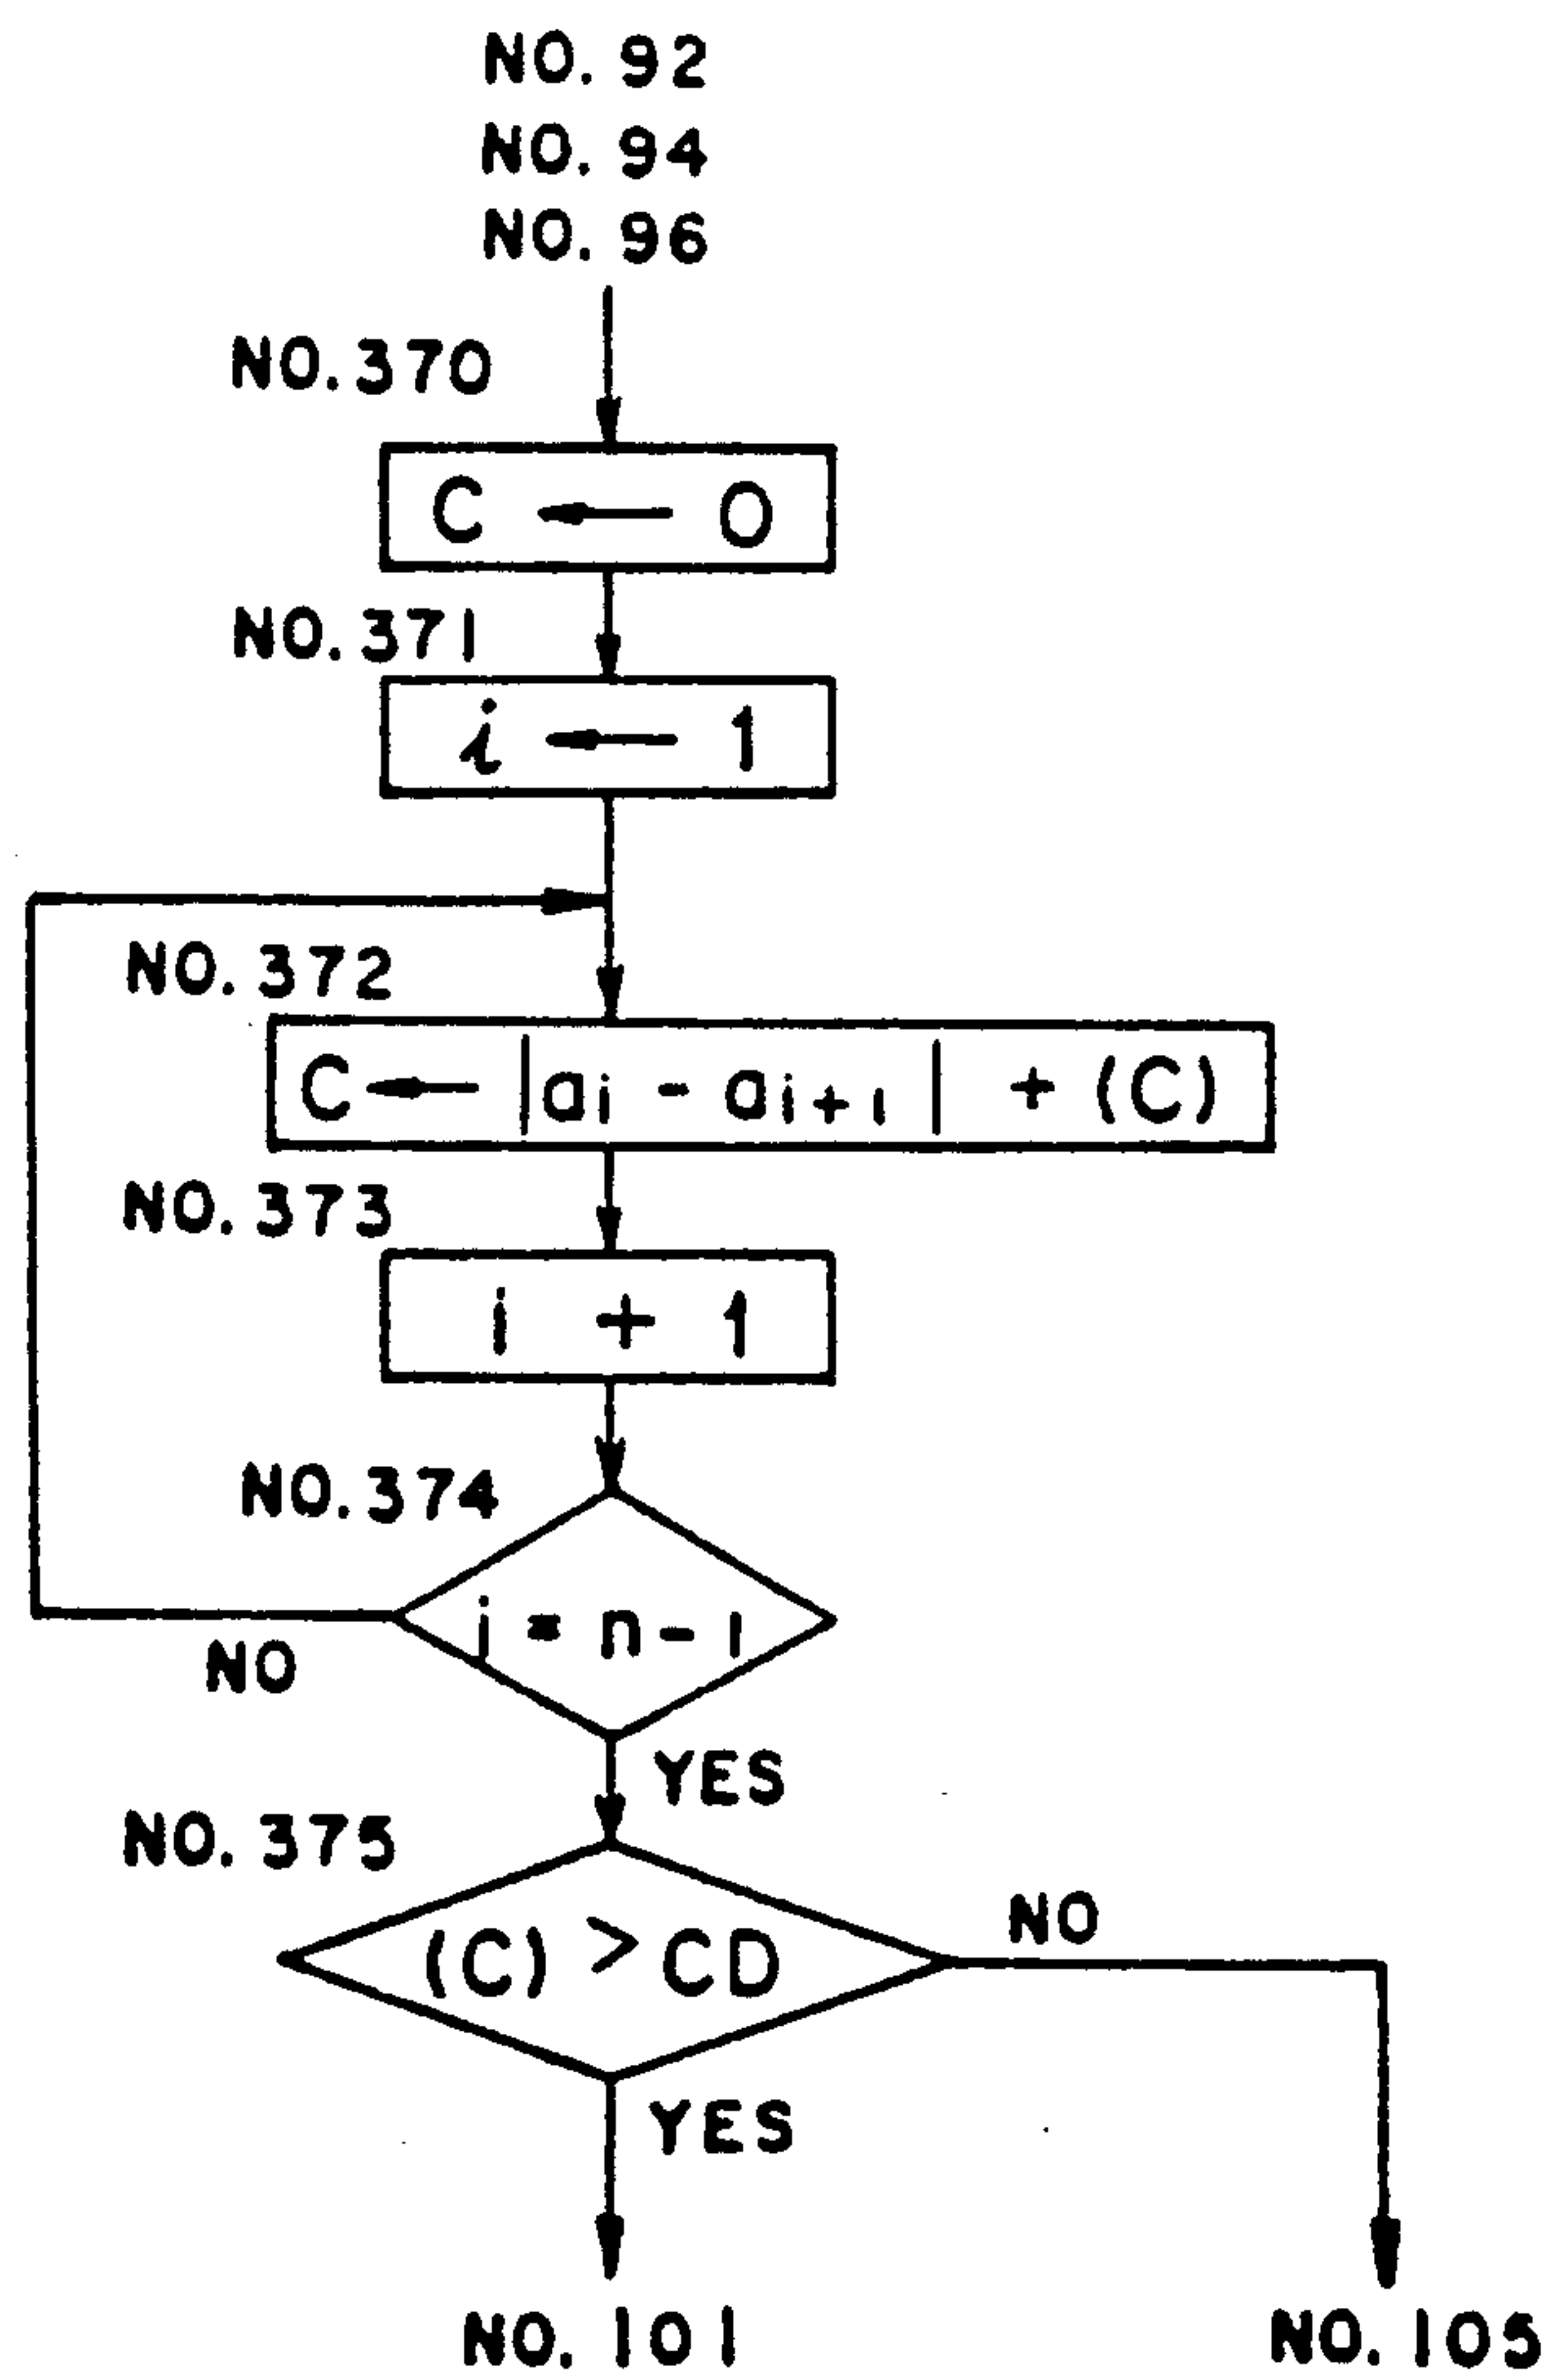 NO. 92
NO. 94
NO. 96
NO. 370
C ← 0
NO. 371
i ← 1
NO. 372
C ← |ai - ai+1| + (C)
NO. 373
i + 1
NO. 374
i = n - 1
NO
YES
NO. 375
(C) > CD
NO
YES
NO. 101
NO. 105